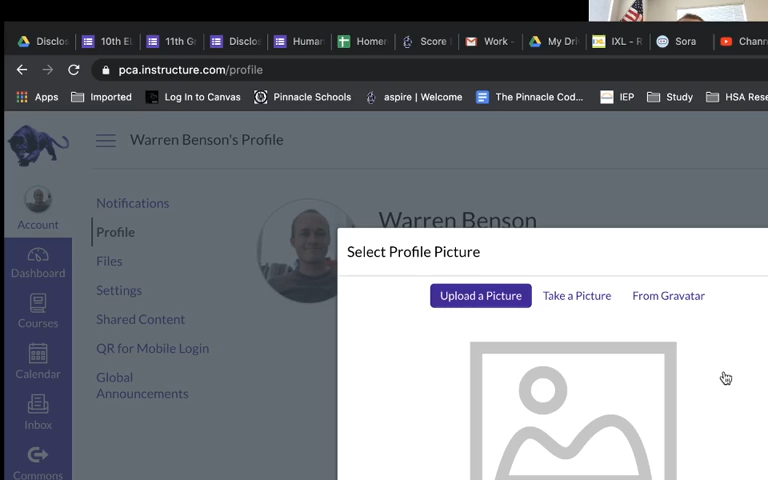 Disclos
10th El
11th G
Disclo
Human
Home
Score
Work -
My Dri
IXL - R
Sora
Chann
pca.instructure.com/profile
Apps Imported Log In to Canvas Pinnacle Schools aspire | Welcome The Pinnacle Cod... IEP Study HSA Rese
Warren Benson's Profile
Account
Dashboard
Courses
Calendar
Inbox
Commons
Notifications
Profile
Files
Settings
Shared Content
QR for Mobile Login
Global
Announcements
Warren Benson
Select Profile Picture
Upload a Picture Take a Picture From Gravatar